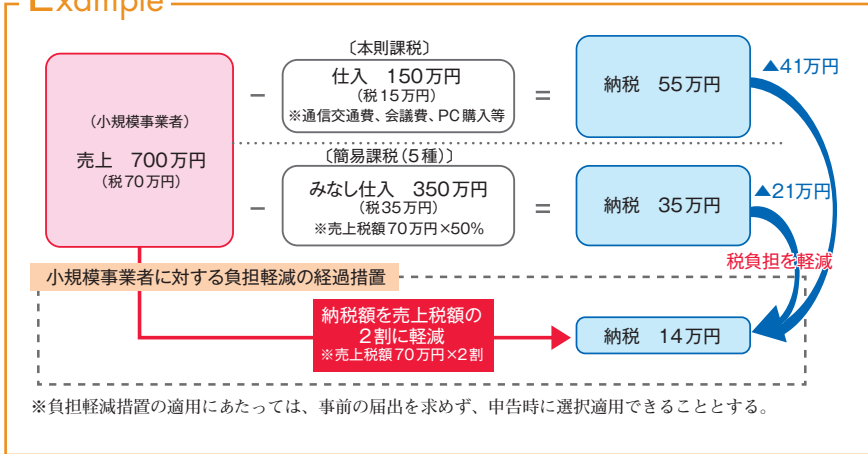 Example
〔本則課税〕
(小規模事業者)
売上 700万円
(税70万円)
−
仕入 150万円
(税15万円)
※通信交通費、会議費、PC購入等
=
納税 55万円
▲41万円
〔簡易課税(5種)〕
−
みなし仕入 350万円
(税35万円)
※売上税額70万円×50%
=
納税 35万円
▲21万円
税負担を軽減
小規模事業者に対する負担軽減の経過措置
納税額を売上税額の
2割に軽減
※売上税額70万円×2割
納税 14万円
※負担軽減措置の適用にあたっては、事前の届出を求めず、申告時に選択適用できることとする。